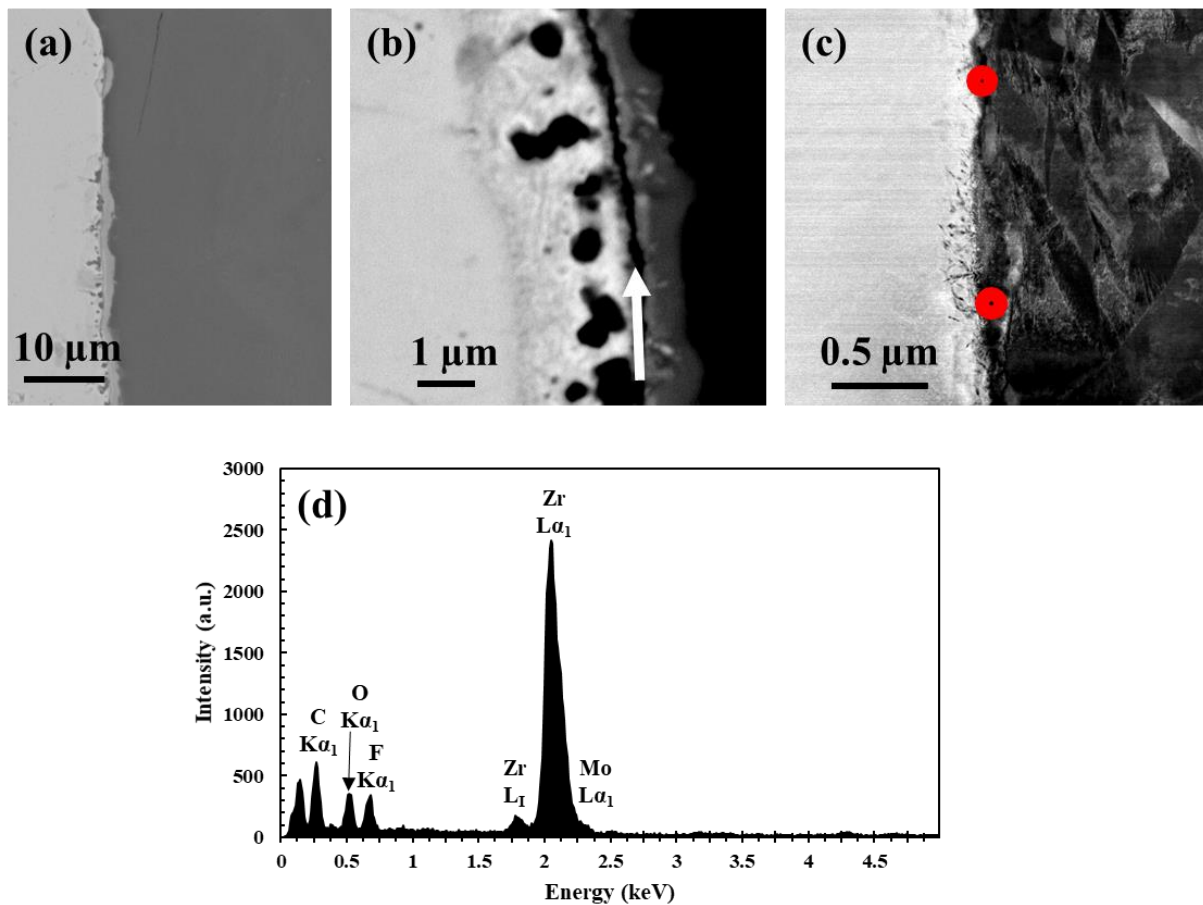 (a)
10 µm
(b)
1 µm
(c)
0.5 µm
(d)
3000
2500
2000
1500
1000
500
0
Intensity (a.u.)
C
Kα₁
O
Kα₁
F
Kα₁
Zr
L_I
Zr
Lα₁
Mo
Lα₁
0 0.5 1 1.5 2 2.5 3 3.5 4 4.5
Energy (keV)